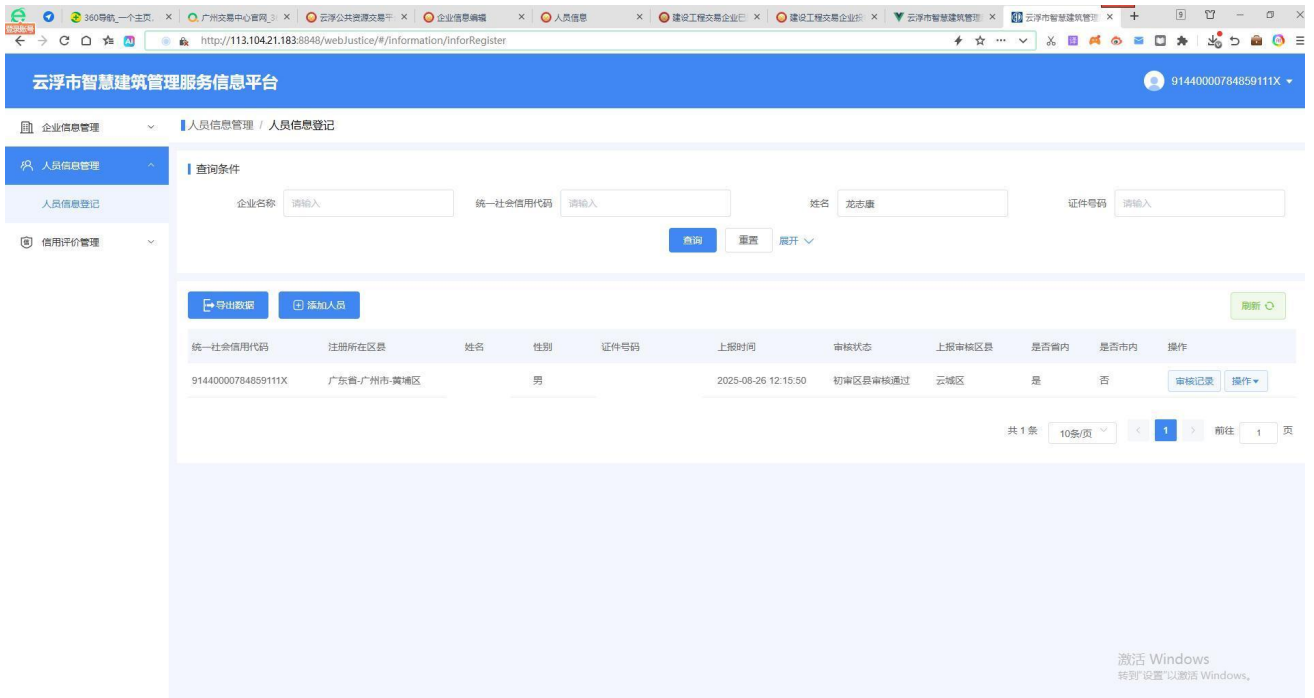 360导航_一个主页. 广州交易中心官网_ 云浮公共资源交易平 企业信息编辑 人员信息 建设工程交易企业 建设工程交易企业 云浮市智慧建筑管理 云浮市智慧建筑管理 9
登录账号
http://113.104.21.183:8848/webJustice/#/information/inforRegister
云浮市智慧建筑管理服务信息平台 91440000784859111X
企业信息管理
人员信息管理
人员信息登记
信用评价管理
人员信息管理 / 人员信息登记
查询条件
企业名称 请输入 统一社会信用代码 请输入 姓名 龙志康 证件号码 请输入
查询 重置 展开
导出数据 添加人员 刷新
统一社会信用代码 注册所在区县 姓名 性别 证件号码 上报时间 审核状态 上报审核区县 是否省内 是否市内 操作
91440000784859111X 广东省-广州市-黄埔区 男 2025-08-26 12:15:50 初审区县审核通过 云城区 是 否 审核记录 操作
共 1 条 10条/页 1 前往 1 页
激活 Windows
转到"设置"以激活 Windows。